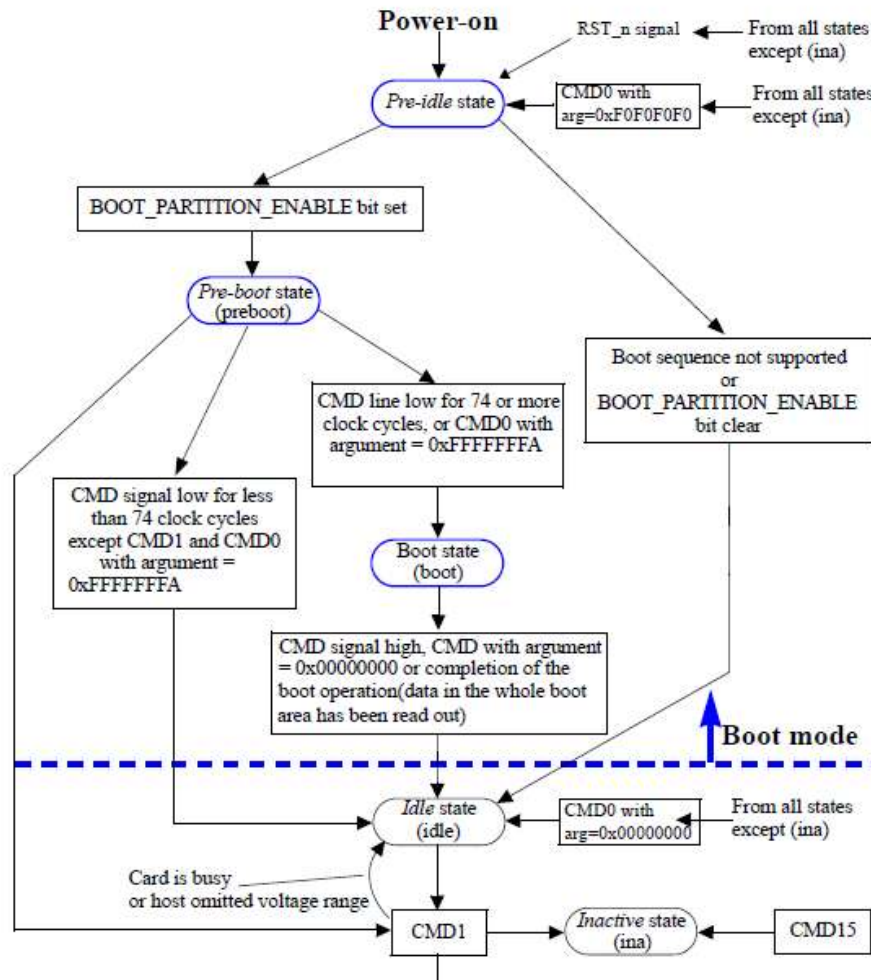 Power-on
RST_n signal
From all states
except (ina)
Pre-idle state
CMD0 with
arg=0xF0F0F0F0
From all states
except (ina)
BOOT_PARTITION_ENABLE bit set
Pre-boot state
(preboot)
Boot sequence not supported
or
BOOT_PARTITION_ENABLE
bit clear
CMD line low for 74 or more
clock cycles, or CMD0 with
argument = 0xFFFFFFFA
CMD signal low for less
than 74 clock cycles
except CMD1 and CMD0
with argument =
0xFFFFFFFA
Boot state
(boot)
CMD signal high, CMD with argument
= 0x00000000 or completion of the
boot operation(data in the whole boot
area has been read out)
Boot mode
Idle state
(idle)
CMD0 with
arg=0x00000000
From all states
except (ina)
Card is busy
or host omitted voltage range
CMD1
Inactive state
(ina)
CMD15